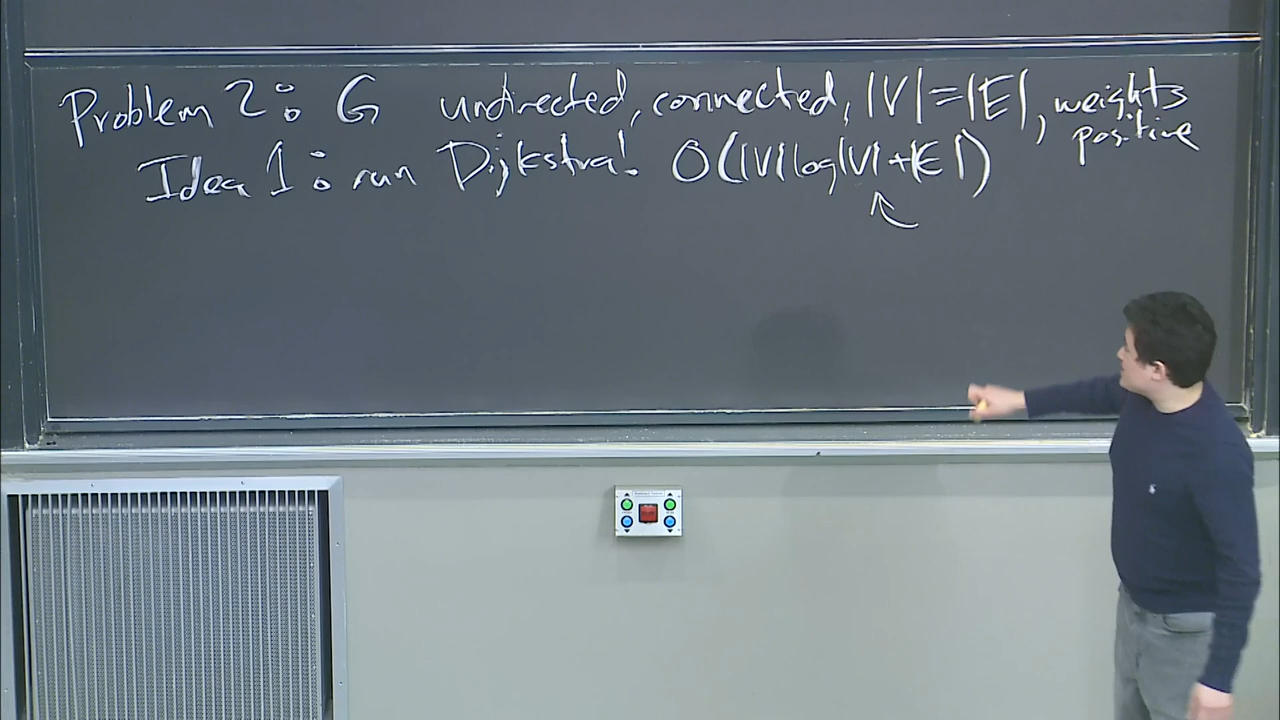 Problem 2: G undirected, connected, |V|=|E|, weights positive
Idea 1: run Dijkstra! O(|V|log|V|+|E|)